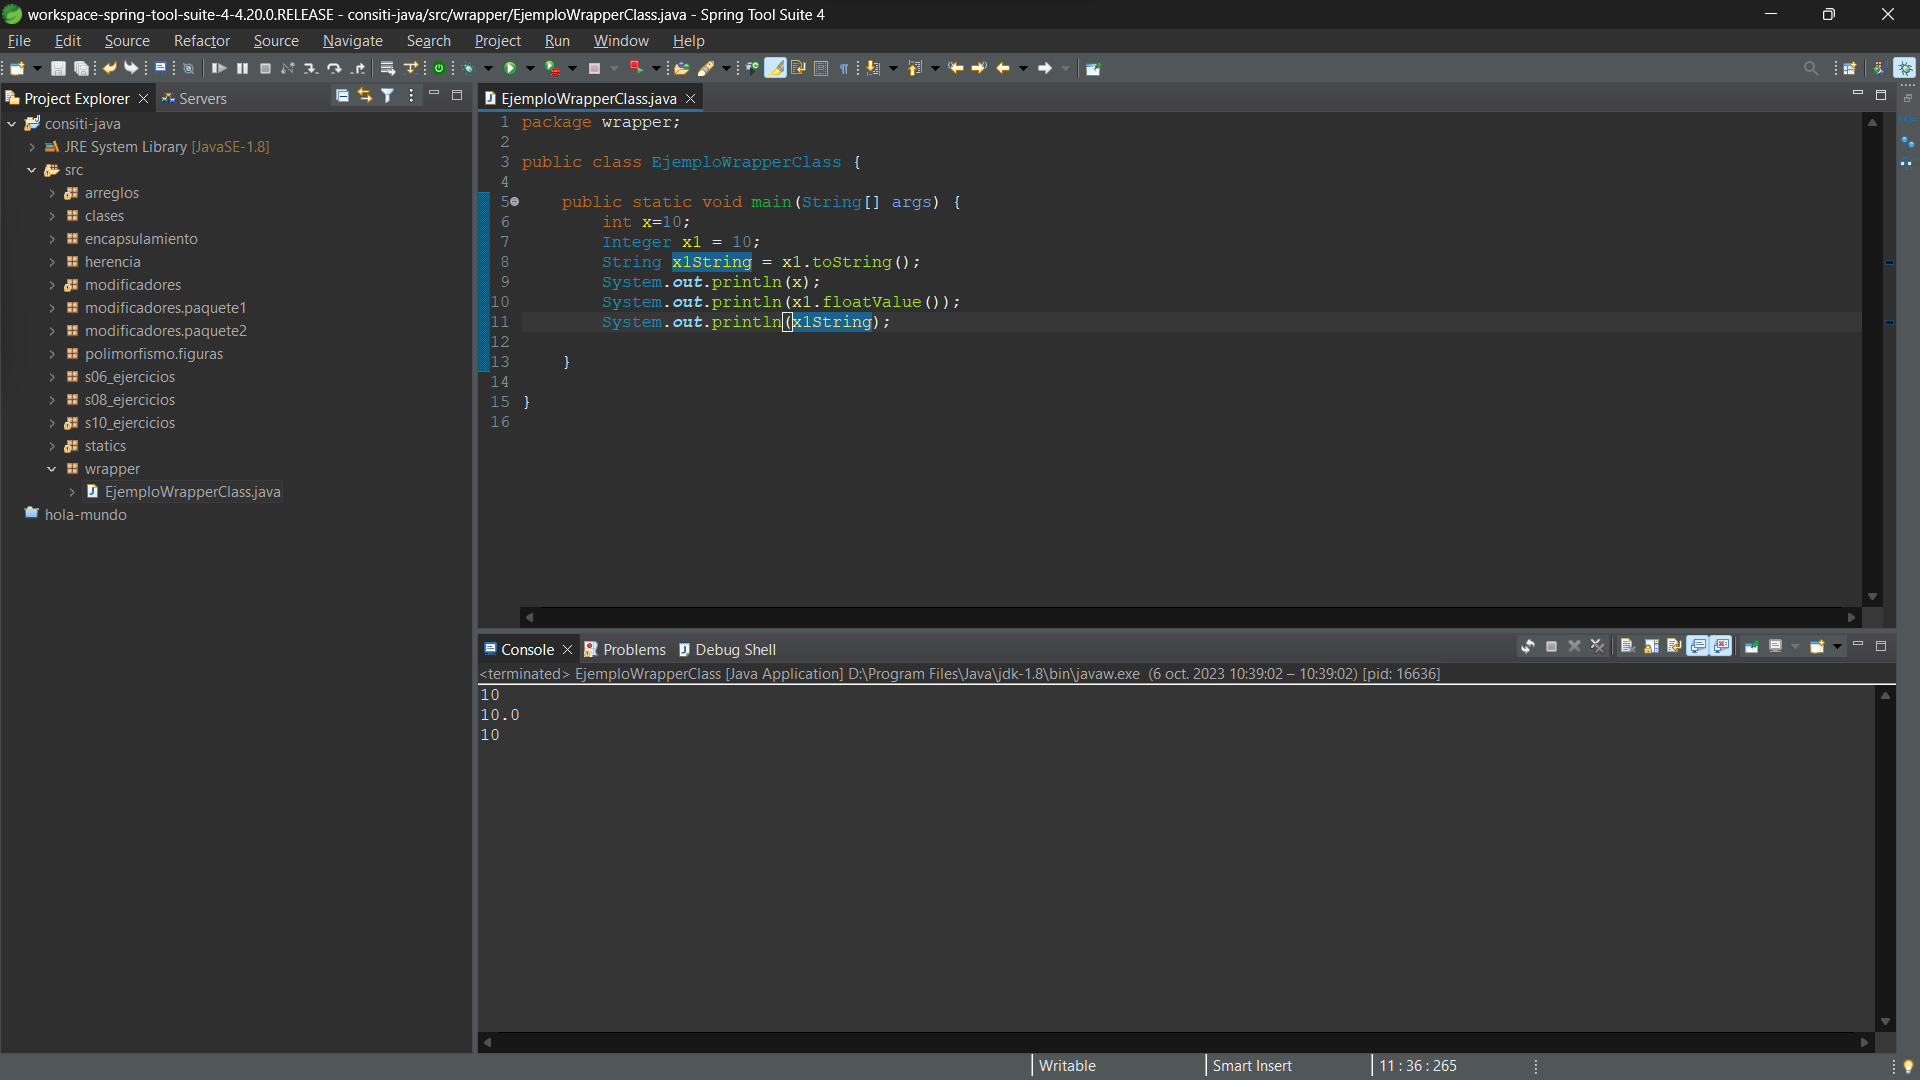 workspace-spring-tool-suite-4-4.20.0.RELEASE - consiti-java/src/wrapper/EjemploWrapperClass.java - Spring Tool Suite 4
File Edit Source Refactor Source Navigate Search Project Run Window Help
Project Explorer
Servers
consiti-java
JRE System Library [JavaSE-1.8]
src
arreglos
clases
encapsulamiento
herencia
modificadores
modificadores.paquete1
modificadores.paquete2
polimorfismo.figuras
s06_ejercicios
s08_ejercicios
s10_ejercicios
statics
wrapper
EjemploWrapperClass.java
hola-mundo
EjemploWrapperClass.java
1 package wrapper;
2
3 public class EjemploWrapperClass {
4
5 public static void main(String[] args) {
6 int x=10;
7 Integer x1 = 10;
8 String x1String = x1.toString();
9 System.out.println(x);
10 System.out.println(x1.floatValue());
11 System.out.println(x1String);
12
13 }
14
15 }
16
Console Problems Debug Shell
<terminated> EjemploWrapperClass [Java Application] D:\Program Files\Java\jdk-1.8\bin\javaw.exe (6 oct. 2023 10:39:02 – 10:39:02) [pid: 16636]
10
10.0
10
Writable Smart Insert 11 : 36 : 265